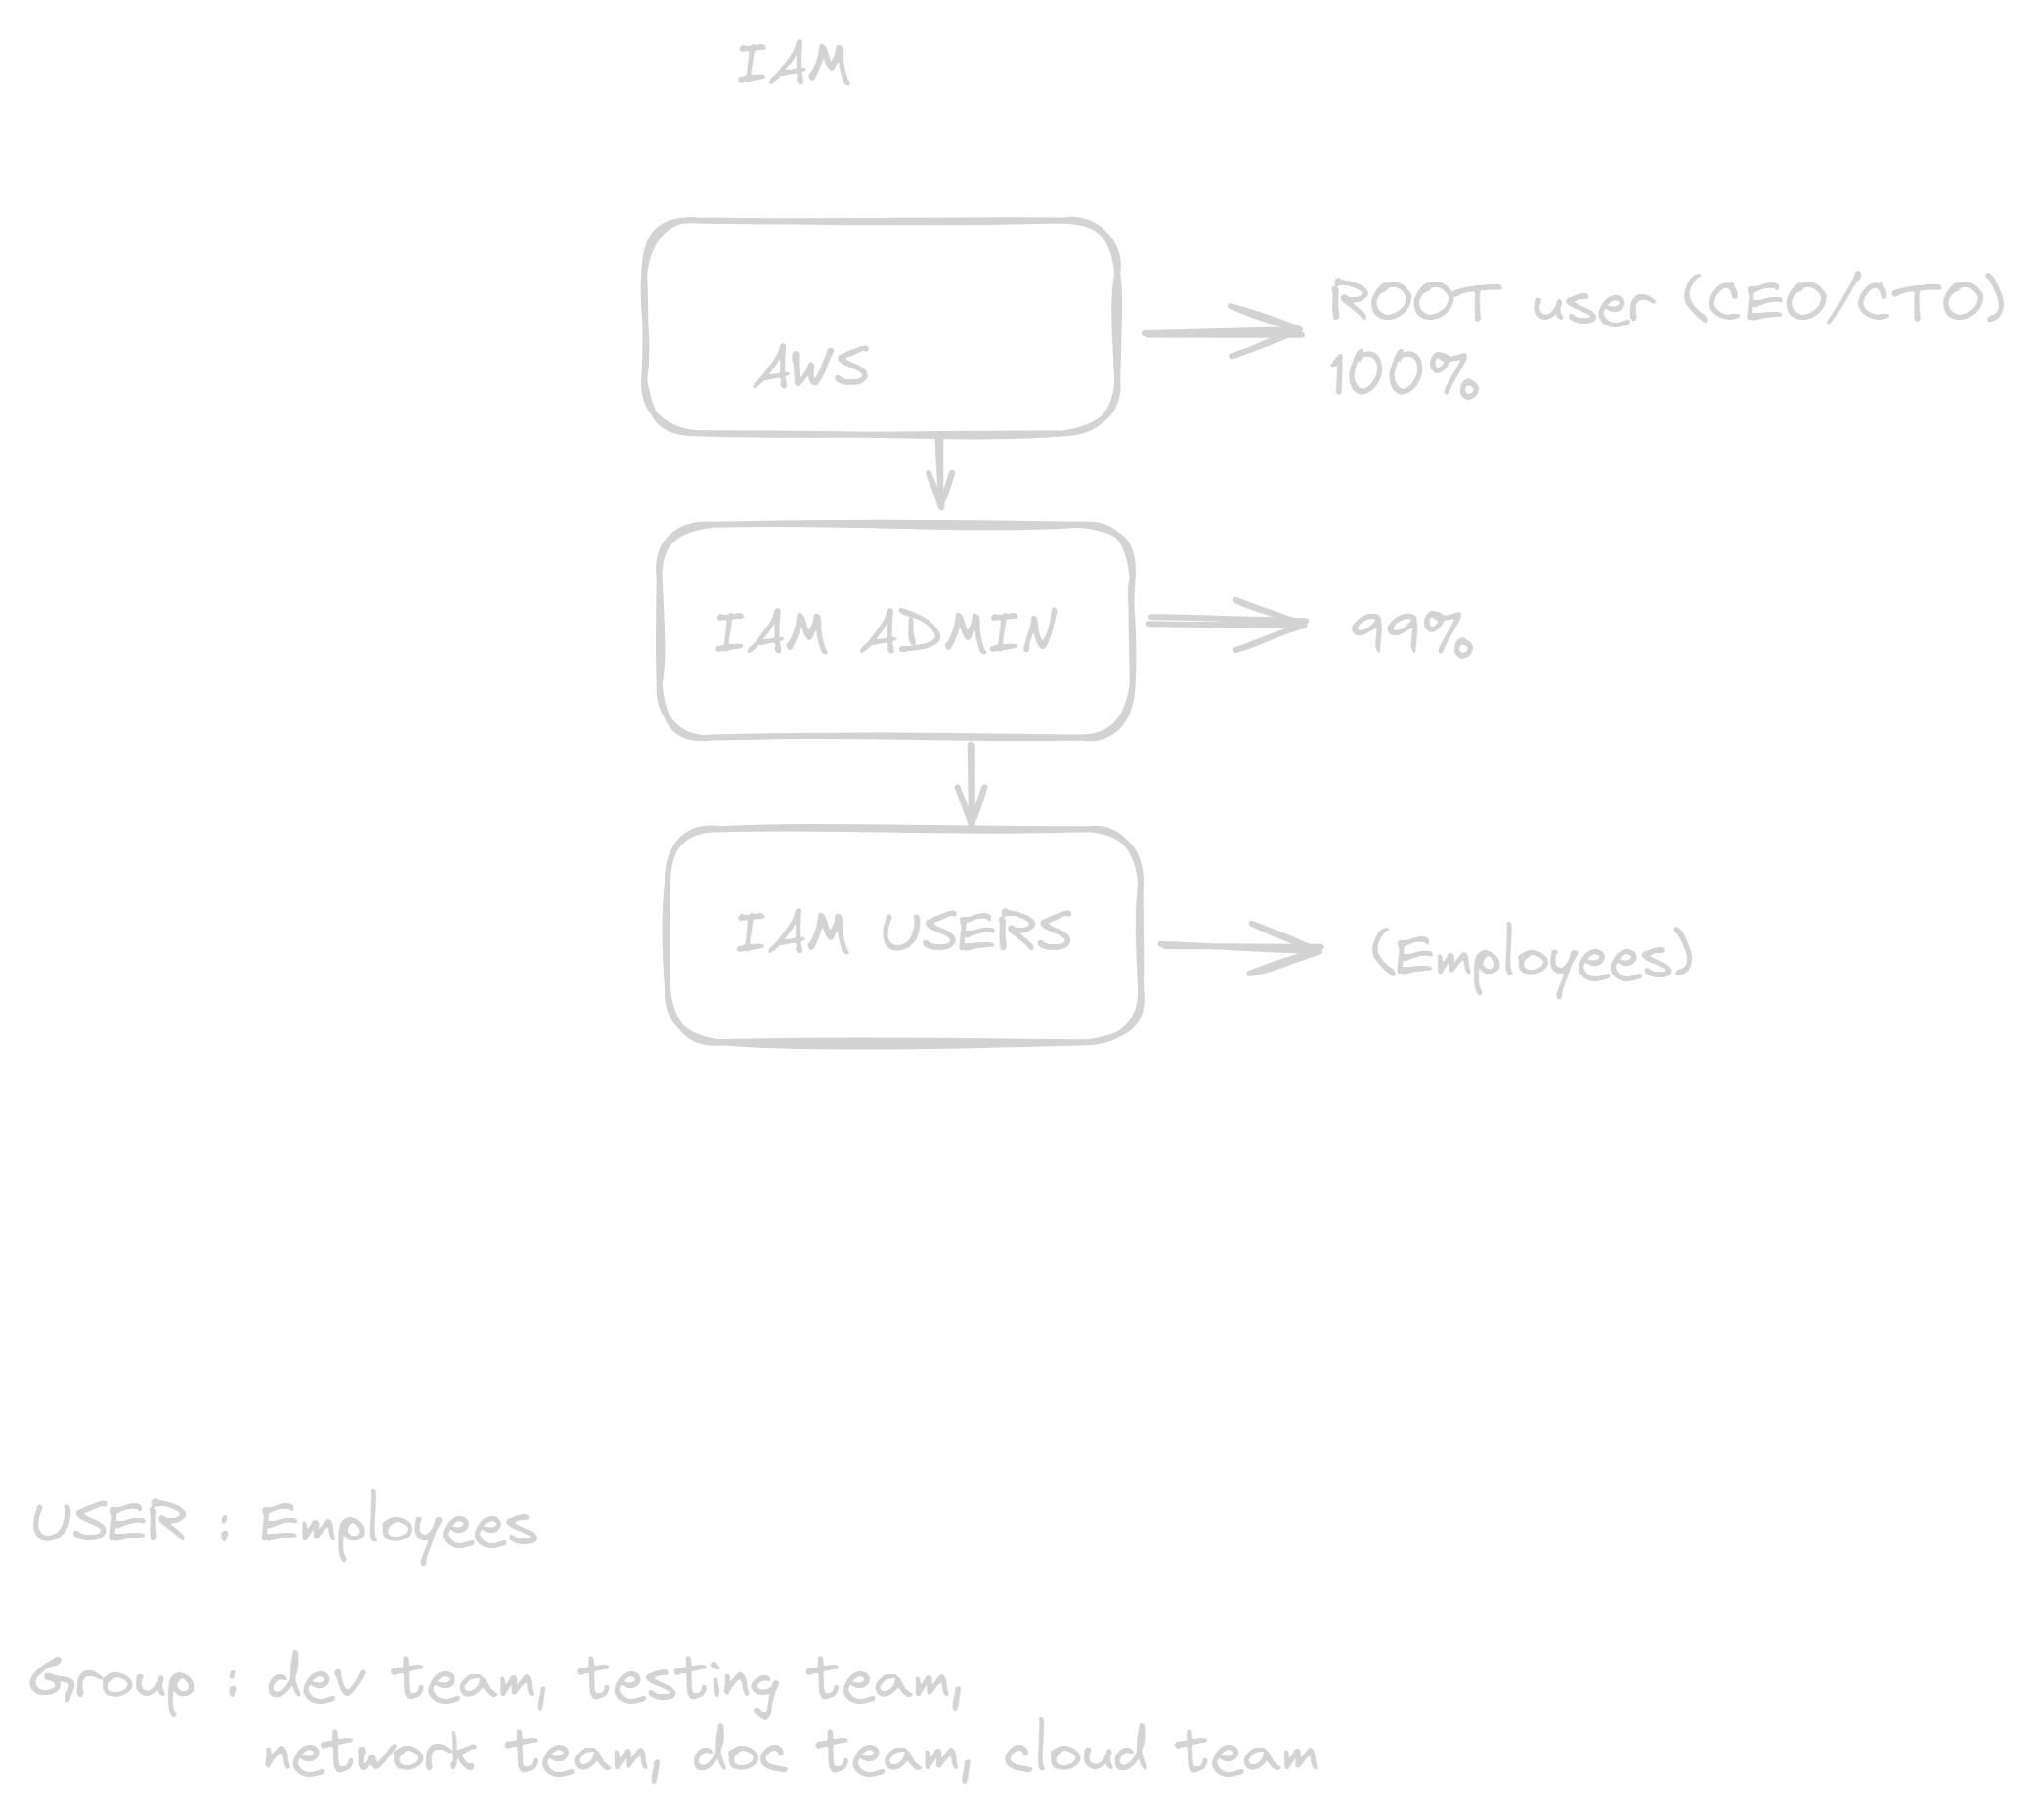 IAM
AWS
ROOT user (CEO/CTO)
100%
IAM ADMIN
99%
IAM USERS
(Employees)
USER : Employees
Group : dev team, testing team,
network team, doc team, cloud team